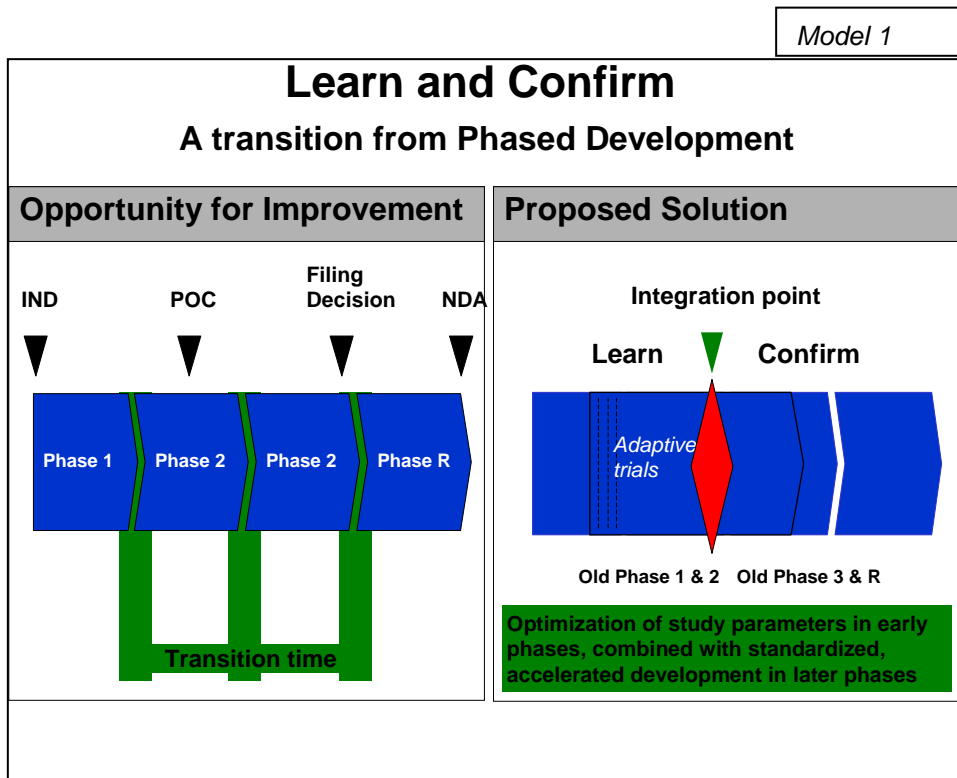 Model 1
Learn and Confirm
A transition from Phased Development
Opportunity for Improvement
IND
POC
Filing
Decision
NDA
Phase 1
Phase 2
Phase 2
Phase R
Transition time
Proposed Solution
Integration point
Learn
Confirm
Adaptive
trials
Old Phase 1 & 2
Old Phase 3 & R
Optimization of study parameters in early
phases, combined with standardized,
accelerated development in later phases